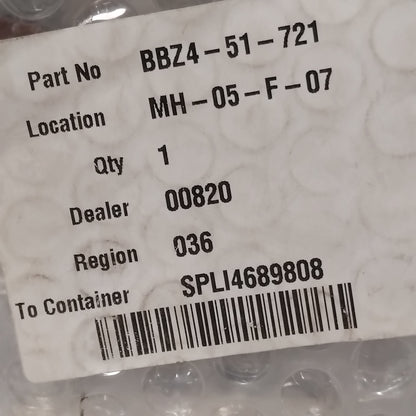 Part No BBZ4-51-721
Location MH-05-F-07
Qty 1
Dealer 00820
Region 036
To Container SPLI4689808